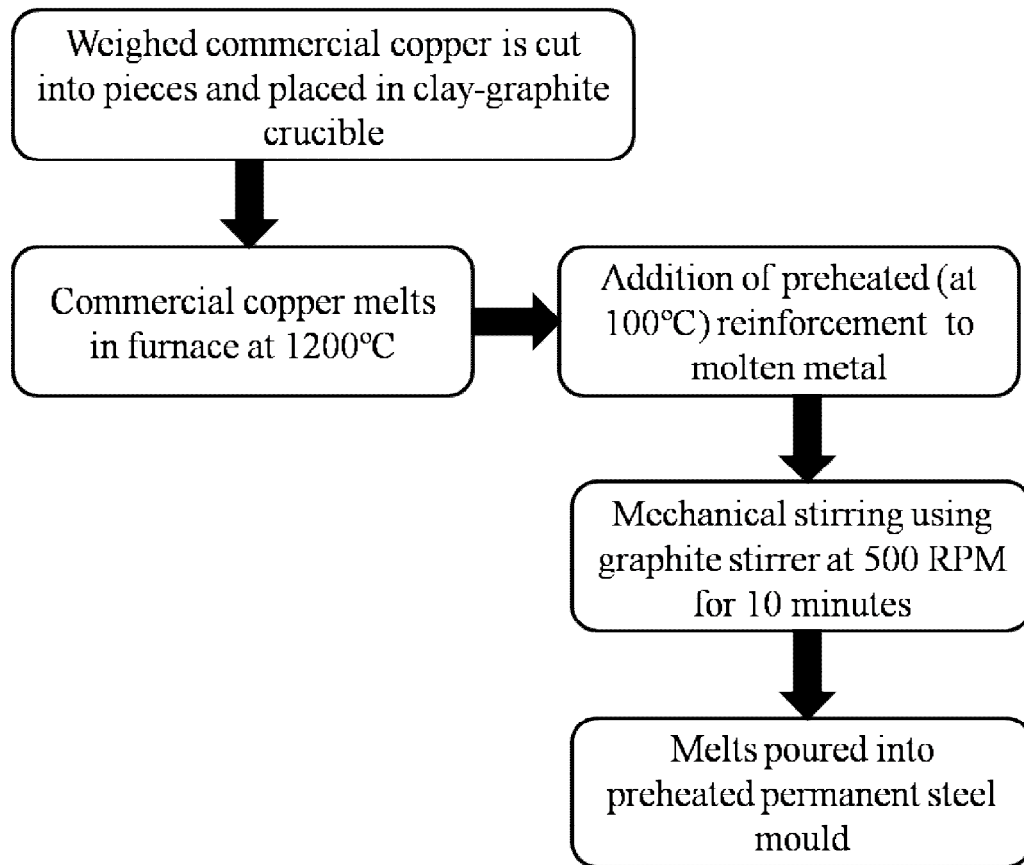 Weighed commercial copper is cut
into pieces and placed in clay-graphite
crucible
Commercial copper melts
in furnace at 1200ºC
Addition of preheated (at
100ºC) reinforcement to
molten metal
Mechanical stirring using
graphite stirrer at 500 RPM
for 10 minutes
Melts poured into
preheated permanent steel
mould